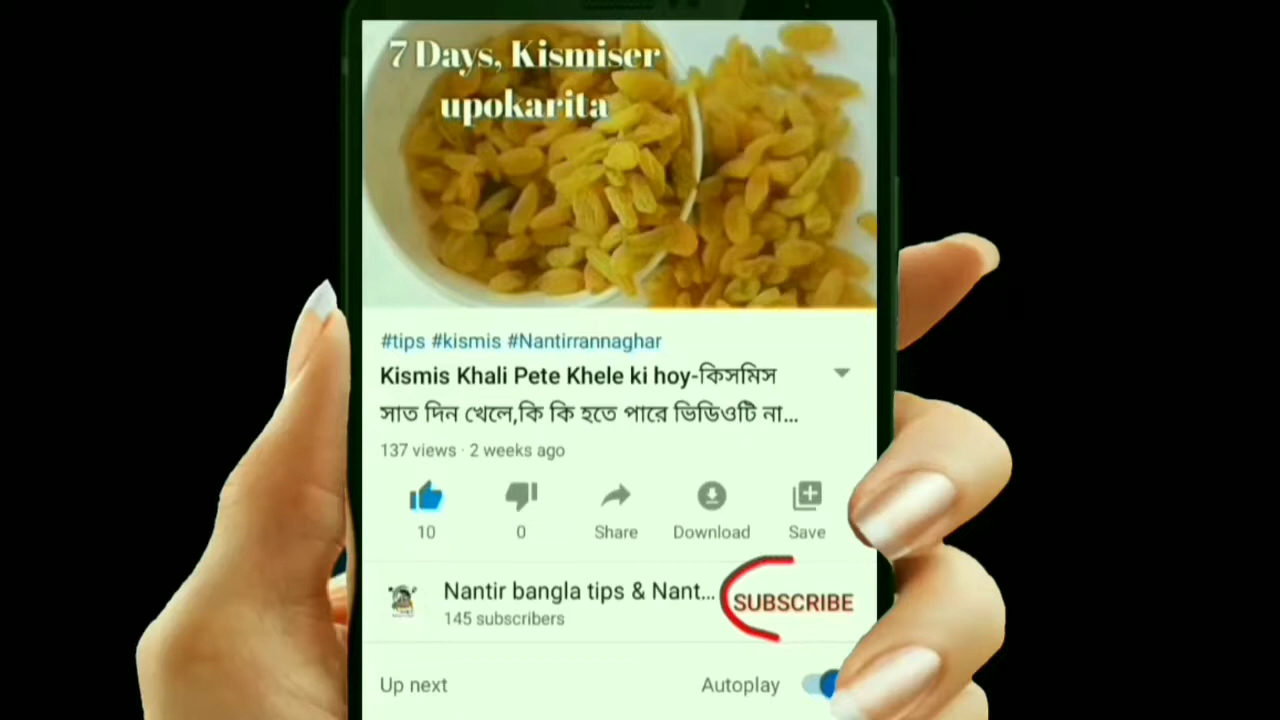 7 Days, Kismiser
upokarita
#tips #kismis #Nantirrannaghar
Kismis Khali Pete Khele ki hoy-কিসমিস
সাত দিন খেলে,কি কি হতে পারে ভিডিওটি না...
137 views · 2 weeks ago
10
0
Share
Download
Save
Nantir bangla tips & Nant...
SUBSCRIBE
145 subscribers
Up next
Autoplay